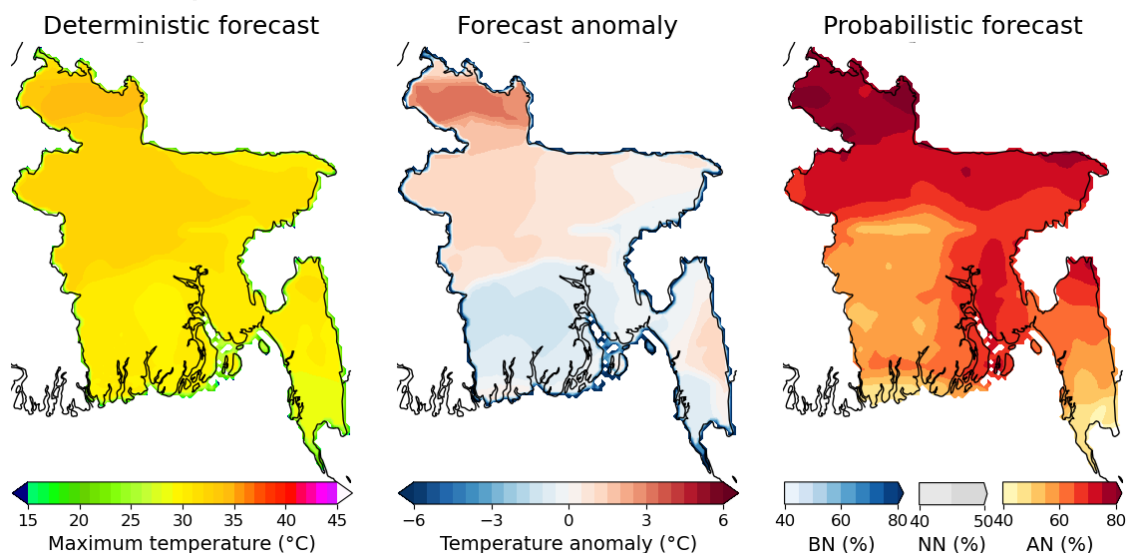 Deterministic forecast
Forecast anomaly
Probabilistic forecast
15 20 25 30 35 40 45
Maximum temperature (°C)
−6 −3 0 3 6
Temperature anomaly (°C)
40 60 80
BN (%)
40 50
NN (%)
40 60 80
AN (%)